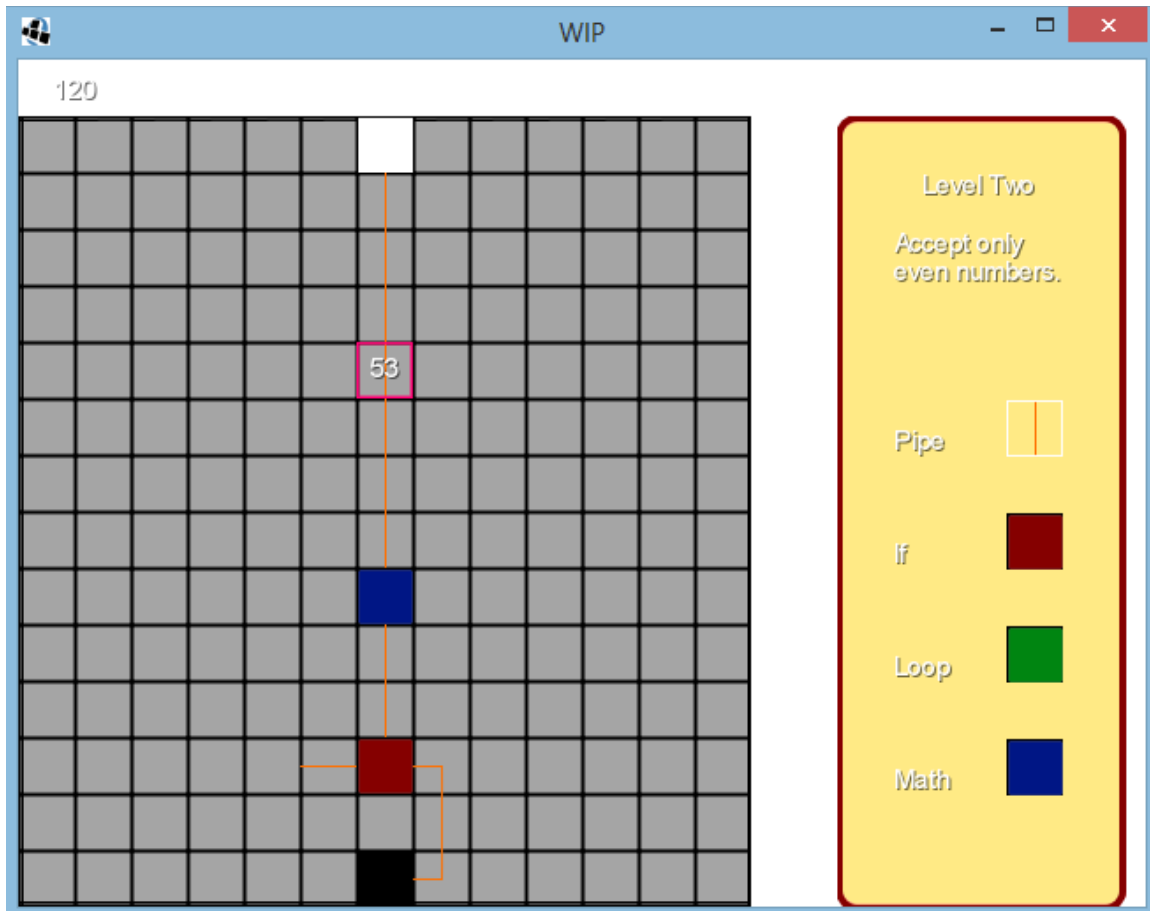 WIP
120
53
Level Two
Accept only
even numbers.
Pipe
If
Loop
Math